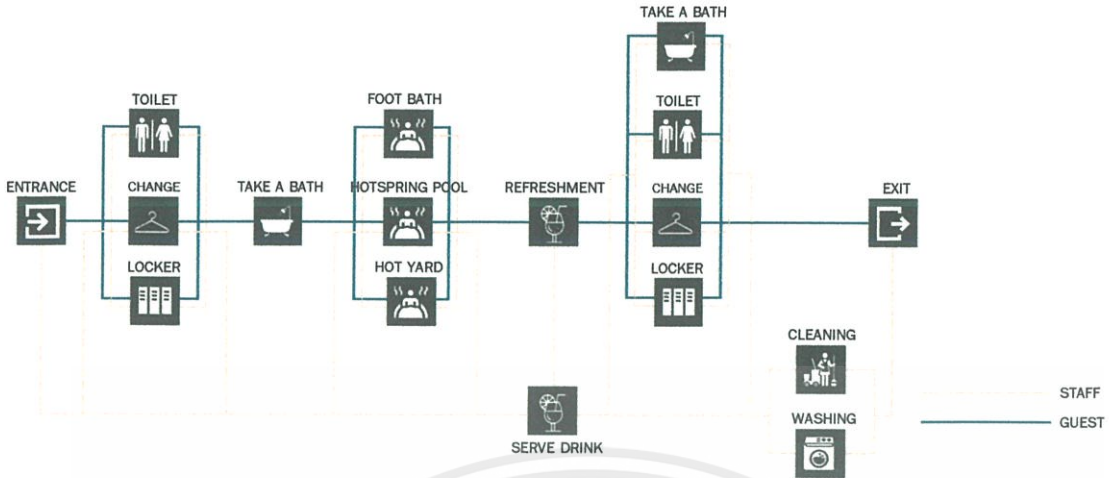 TAKE A BATH
TOILET
FOOT BATH
TOILET
ENTRANCE
CHANGE
TAKE A BATH
HOTSPRING POOL
REFRESHMENT
CHANGE
EXIT
LOCKER
HOT YARD
LOCKER
CLEANING
STAFF
WASHING
GUEST
SERVE DRINK